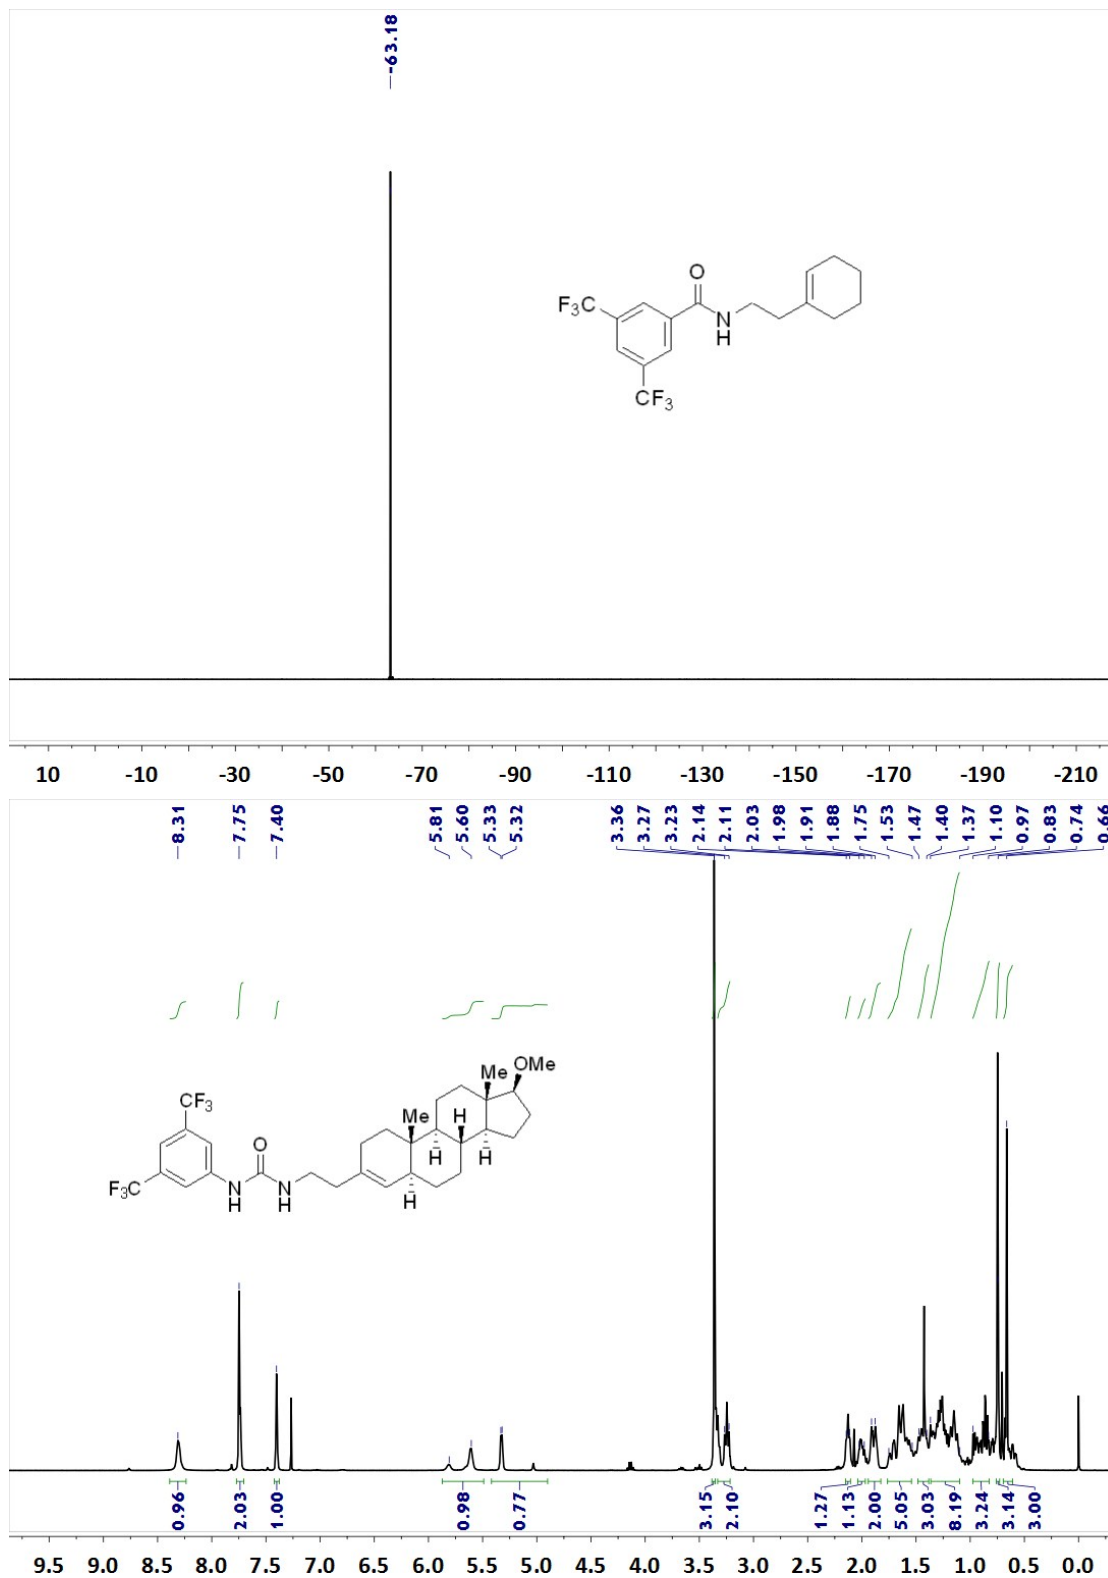 -63.18
O
F₃C
N
H
CF₃
10 -10 -30 -50 -70 -90 -110 -130 -150 -170 -190 -210
8.31 7.75 7.40 5.81 5.60 5.33 5.32 3.36 3.27 3.23 2.14 2.11 2.03 1.98 1.91 1.88 1.75 1.53 1.47 1.40 1.37 1.10 0.97 0.83 0.74 0.66
Me OMe
CF₃ Me H
O H H
F₃C N N H
H H
0.96 2.03 1.00 0.98 0.77 3.15 2.10 1.27 1.13 2.00 5.05 3.03 8.19 3.24 3.14 3.00
9.5 9.0 8.5 8.0 7.5 7.0 6.5 6.0 5.5 5.0 4.5 4.0 3.5 3.0 2.5 2.0 1.5 1.0 0.5 0.0